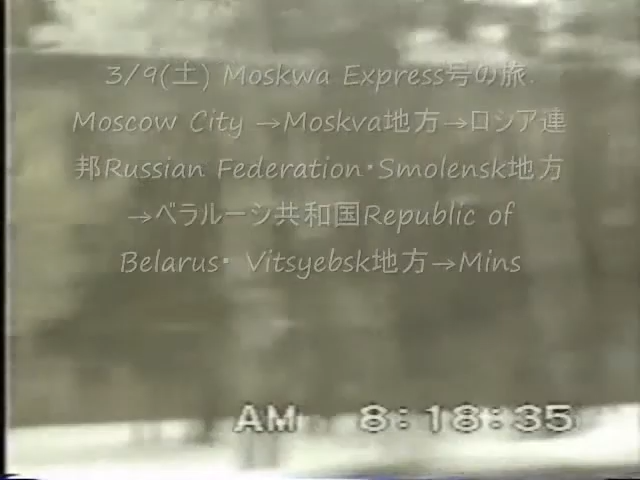 3/9(土) Moskwa Express号の旅.
Moscow City →Moskva地方→ロシア連
邦Russian Federation･Smolensk地方
→ベラルーシ共和国Republic of
Belarus･ Vitsyebsk地方→Mins
AM 8:18:35